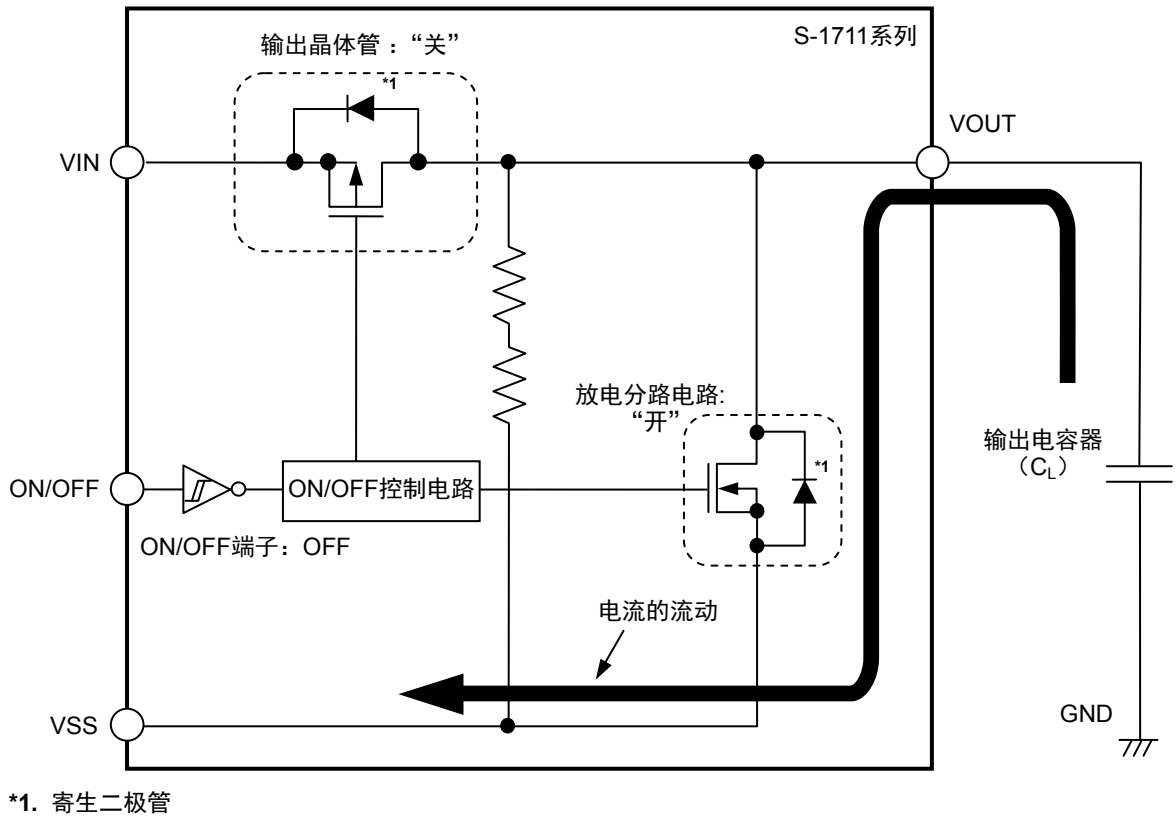 S-1711系列
输出晶体管：“关”
*1
VOUT
VIN
放电分路电路:
“开”
*1
输出电容器
（CL）
ON/OFF
ON/OFF控制电路
ON/OFF端子：OFF
电流的流动
VSS
GND
*1. 寄生二极管